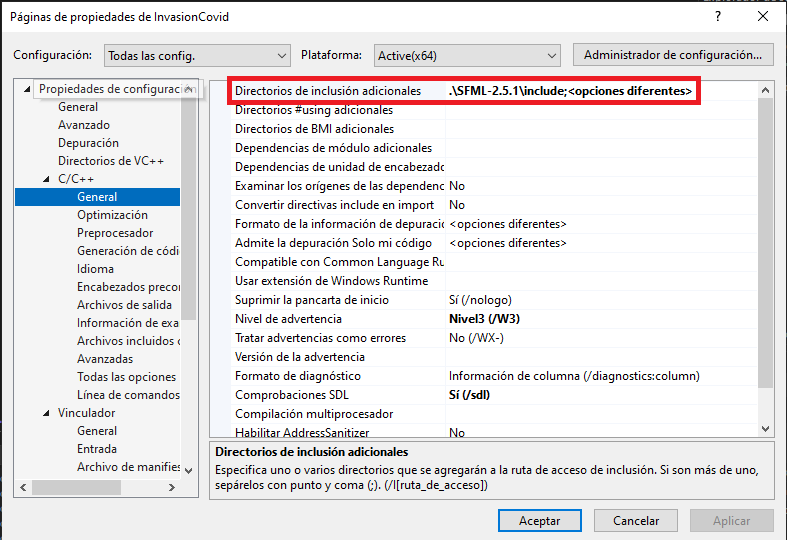 Páginas de propiedades de InvasionCovid
Configuración: Todas las config. Plataforma: Active(x64) Administrador de configuración...
Propiedades de configuración
General
Avanzado
Depuración
Directorios de VC++
C/C++
General
Optimización
Preprocesador
Generación de códi
Idioma
Encabezados precor
Archivos de salida
Información de exa
Archivos incluidos c
Avanzadas
Todas las opciones
Línea de comandos
Vinculador
General
Entrada
Archivo de manifies
Directorios de inclusión adicionales .\SFML-2.5.1\include;<opciones diferentes>
Directorios #using adicionales
Directorios de BMI adicionales
Dependencias de módulo adicionales
Dependencias de unidad de encabezado
Examinar los orígenes de las dependenc No
Convertir directivas include en import No
Formato de la información de depuració <opciones diferentes>
Admite la depuración Solo mi código <opciones diferentes>
Compatible con Common Language Ru
Usar extensión de Windows Runtime
Suprimir la pancarta de inicio Sí (/nologo)
Nivel de advertencia Nivel3 (/W3)
Tratar advertencias como errores No (/WX-)
Versión de la advertencia
Formato de diagnóstico Información de columna (/diagnostics:column)
Comprobaciones SDL Sí (/sdl)
Compilación multiprocesador
Habilitar AddressSanitizer No
Directorios de inclusión adicionales
Especifica uno o varios directorios que se agregarán a la ruta de acceso de inclusión. Si son más de uno,
sepárelos con punto y coma (;). (/I[ruta_de_acceso])
Aceptar Cancelar Aplicar